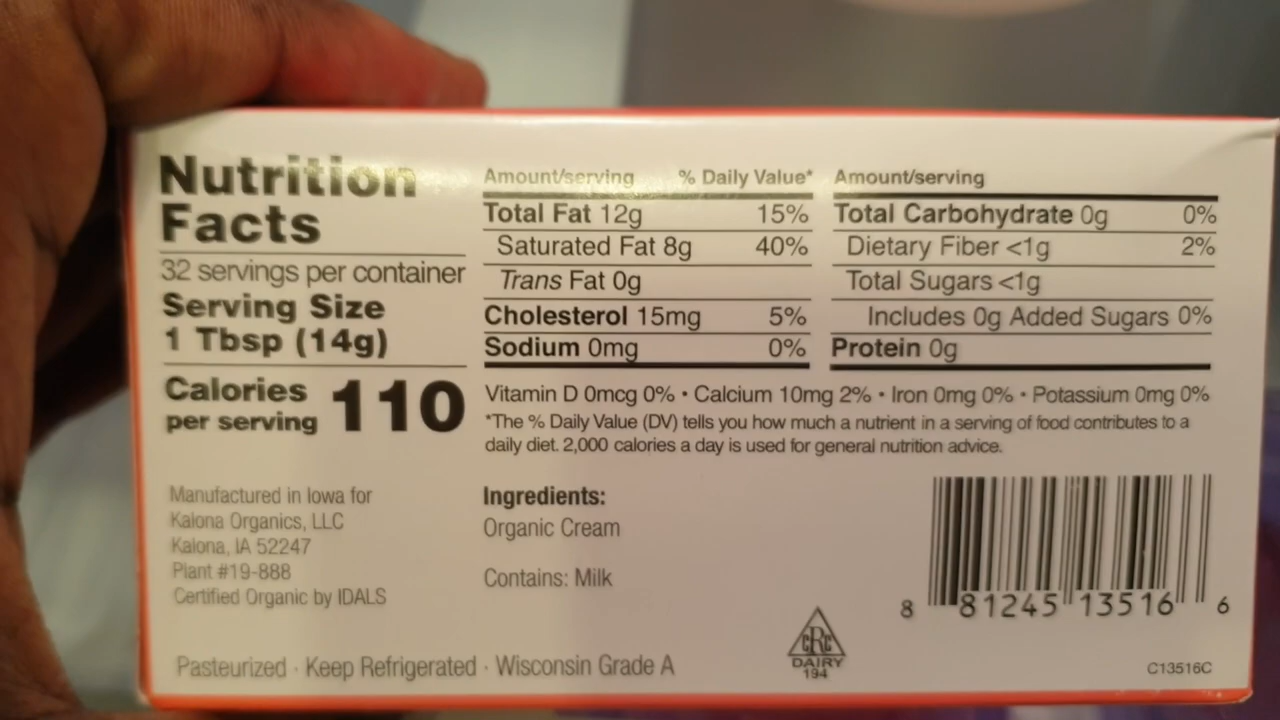 Nutrition
Facts
32 servings per container
Serving Size
1 Tbsp (14g)
Calories
per serving 110
Amount/serving % Daily Value*
Total Fat 12g 15%
Saturated Fat 8g 40%
Trans Fat 0g
Cholesterol 15mg 5%
Sodium 0mg 0%
Amount/serving
Total Carbohydrate 0g 0%
Dietary Fiber <1g 2%
Total Sugars <1g
Includes 0g Added Sugars 0%
Protein 0g
Vitamin D 0mcg 0% • Calcium 10mg 2% • Iron 0mg 0% • Potassium 0mg 0%
*The % Daily Value (DV) tells you how much a nutrient in a serving of food contributes to a
daily diet. 2,000 calories a day is used for general nutrition advice.
Manufactured in Iowa for
Kalona Organics, LLC
Kalona, IA 52247
Plant #19-888
Certified Organic by IDALS
Ingredients:
Organic Cream
Contains: Milk
8 81245 13516 6
CRC
DAIRY
194
Pasteurized · Keep Refrigerated · Wisconsin Grade A
C13516C